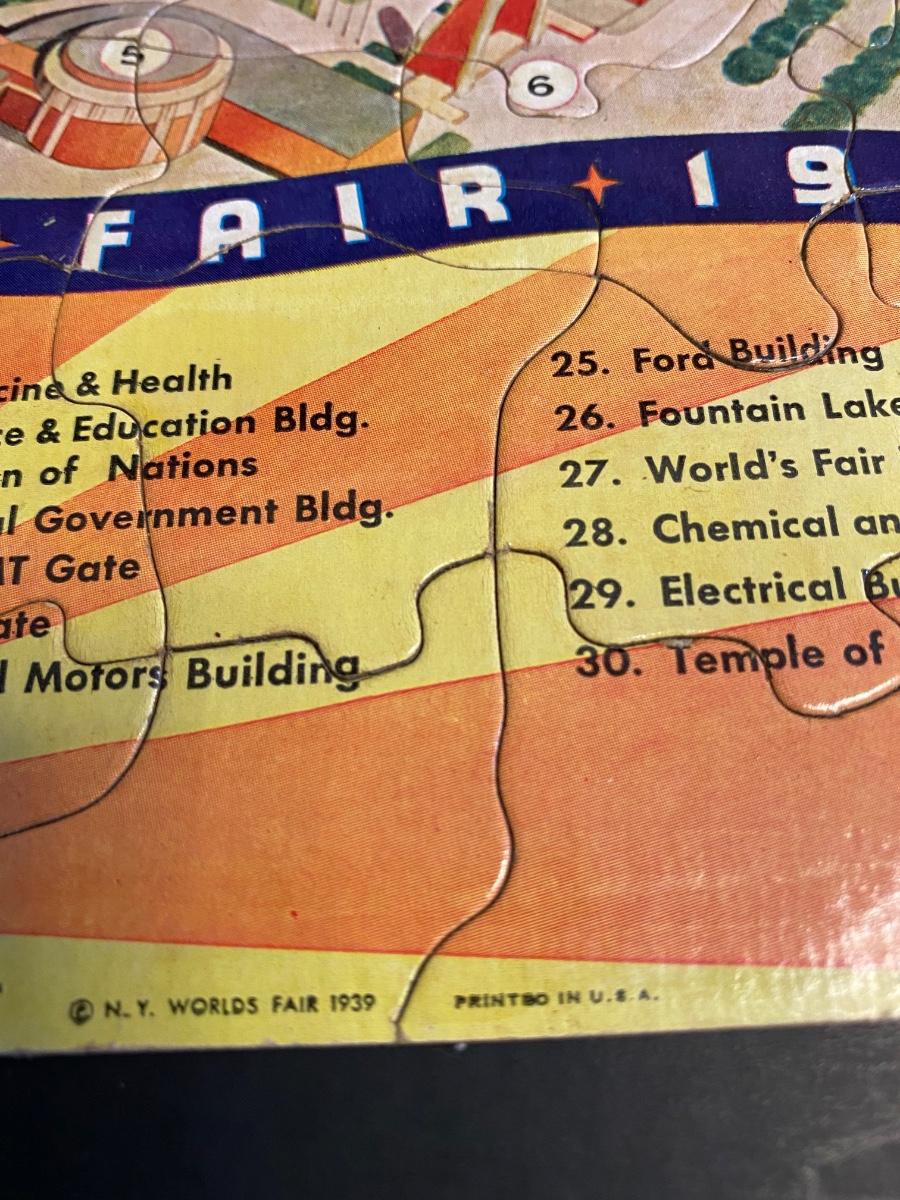 5
6
FAIR 19
cine & Health
e & Education Bldg.
n of Nations
l Government Bldg.
T Gate
ate
l Motors Building
25. Ford Building
26. Fountain Lake
27. World's Fair
28. Chemical an
29. Electrical Bu
30. Temple of
© N.Y. WORLDS FAIR 1939
PRINTED IN U.S.A.